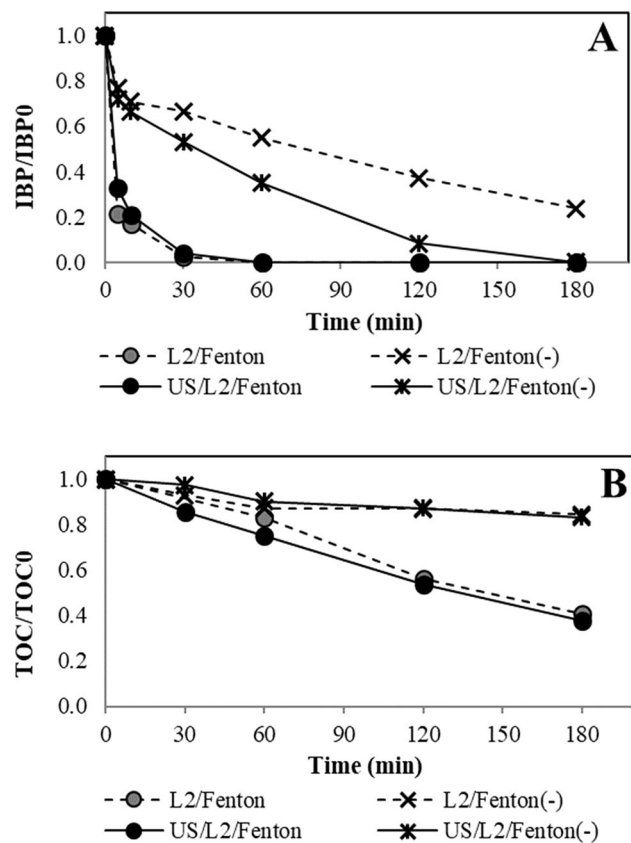 A
1.0
0.8
0.6
0.4
0.2
0.0
IBP/IBP0
0 30 60 90 120 150 180
Time (min)
L2/Fenton L2/Fenton(-)
US/L2/Fenton US/L2/Fenton(-)
B
1.0
0.8
0.6
0.4
0.2
0.0
TOC/TOC0
0 30 60 90 120 150 180
Time (min)
L2/Fenton L2/Fenton(-)
US/L2/Fenton US/L2/Fenton(-)